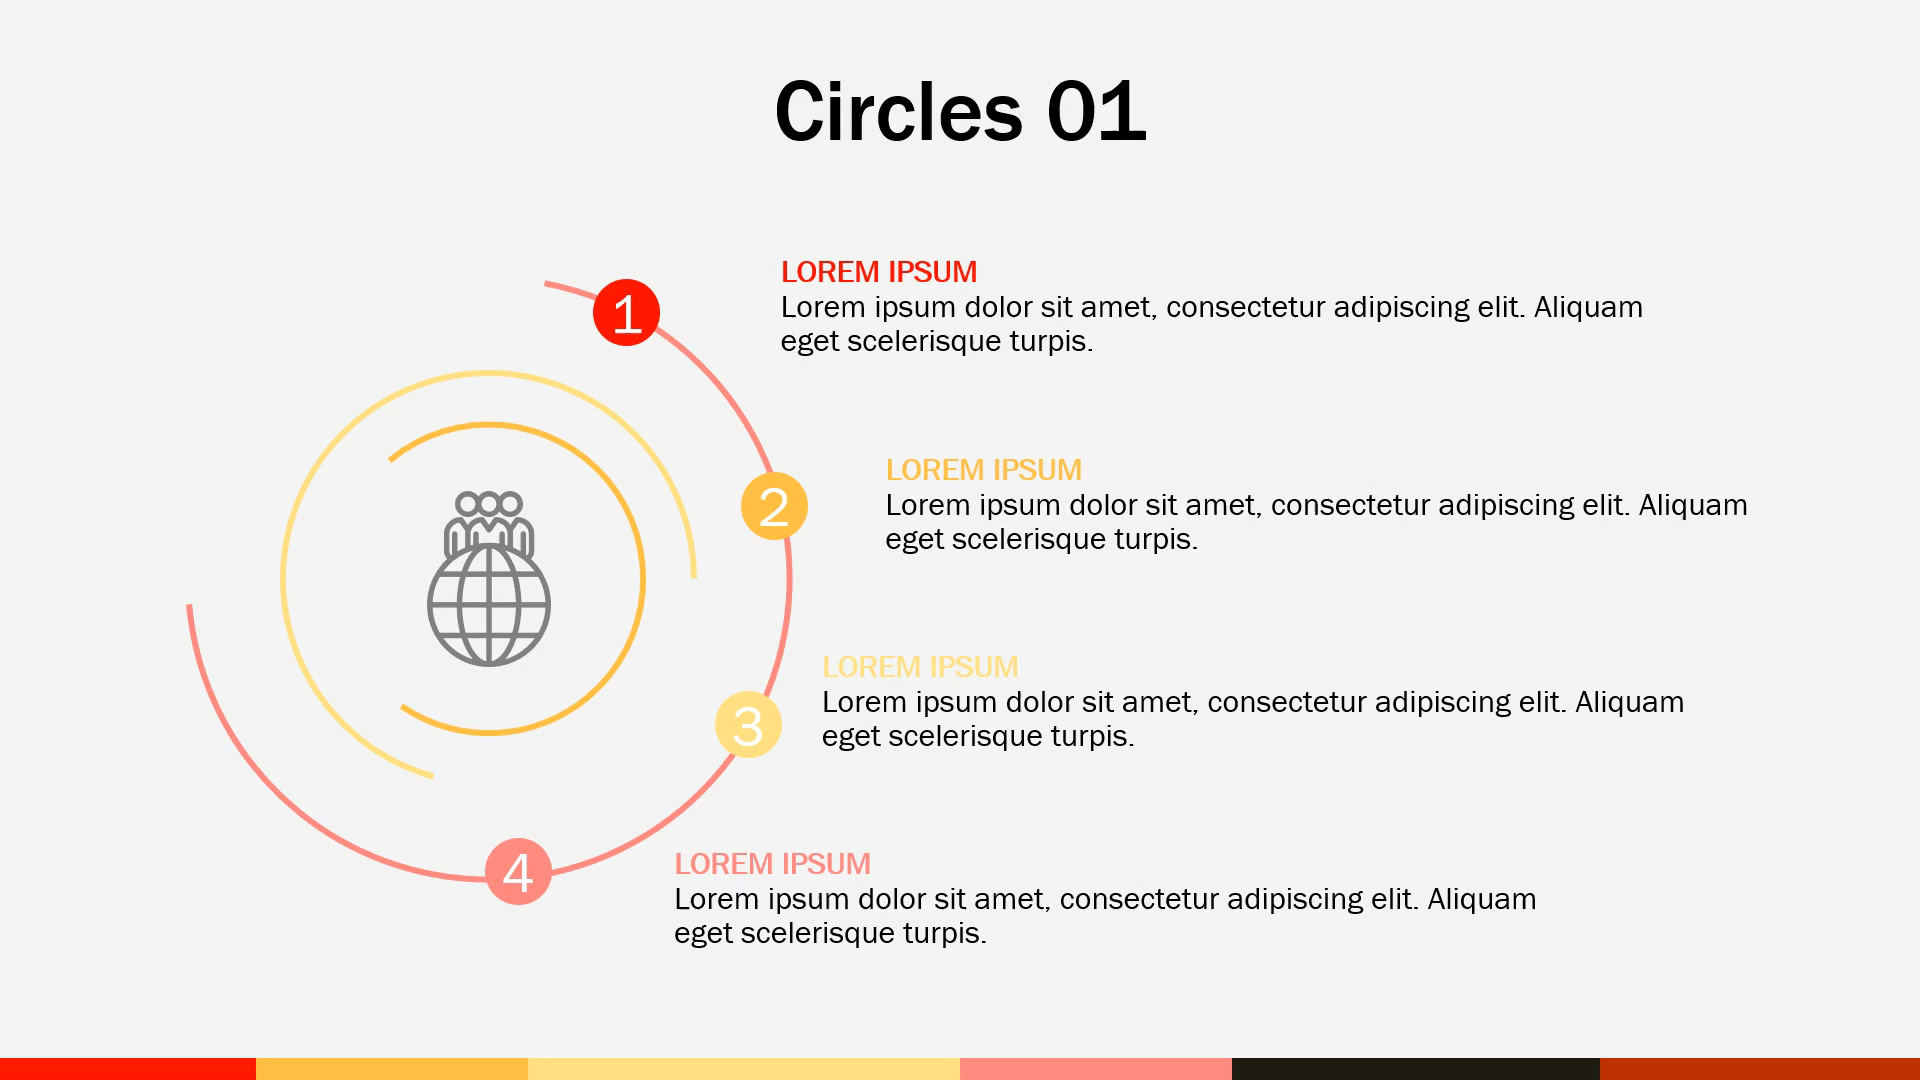 Circles 01
1
LOREM IPSUM
Lorem ipsum dolor sit amet, consectetur adipiscing elit. Aliquam
eget scelerisque turpis.
2
LOREM IPSUM
Lorem ipsum dolor sit amet, consectetur adipiscing elit. Aliquam
eget scelerisque turpis.
3
LOREM IPSUM
Lorem ipsum dolor sit amet, consectetur adipiscing elit. Aliquam
eget scelerisque turpis.
4
LOREM IPSUM
Lorem ipsum dolor sit amet, consectetur adipiscing elit. Aliquam
eget scelerisque turpis.